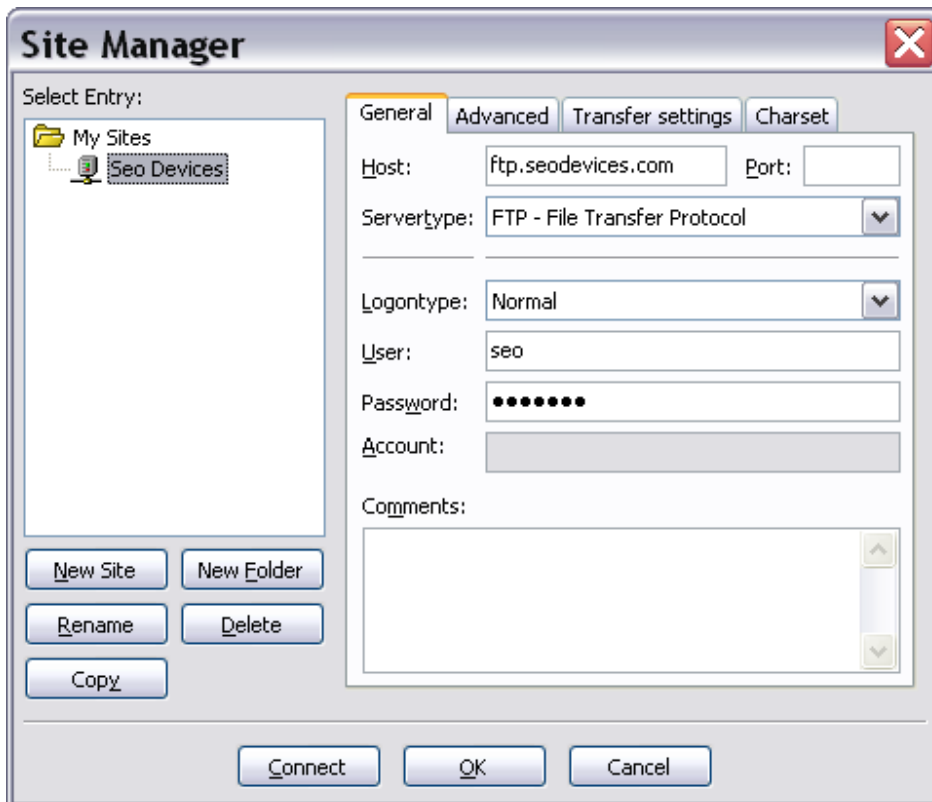 Site Manager
Select Entry:
My Sites
Seo Devices
New Site
New Folder
Rename
Delete
Copy
General
Advanced
Transfer settings
Charset
Host:
ftp.seodevices.com
Port:
Servertype:
FTP - File Transfer Protocol
Logontype:
Normal
User:
seo
Password:
•••••••
Account:
Comments:
Connect
OK
Cancel